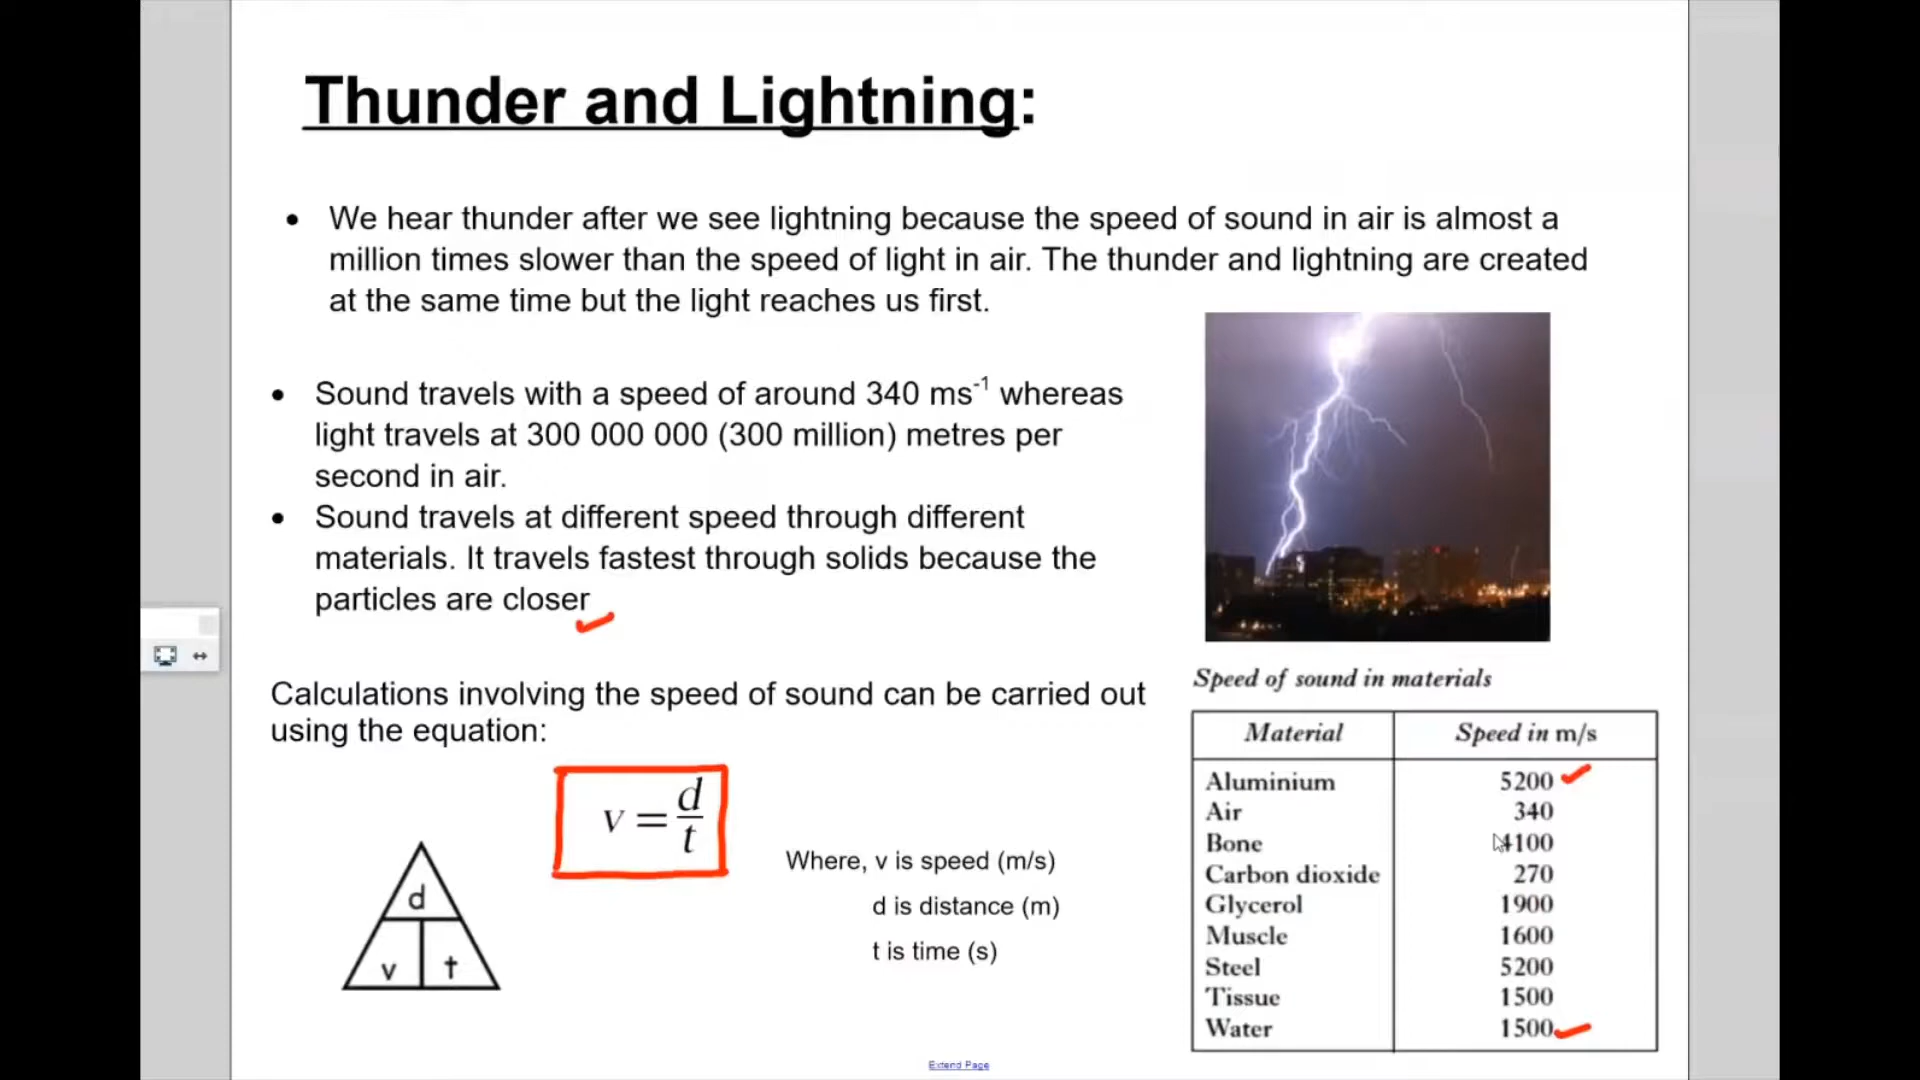 Thunder and Lightning:
• We hear thunder after we see lightning because the speed of sound in air is almost a
million times slower than the speed of light in air. The thunder and lightning are created
at the same time but the light reaches us first.
• Sound travels with a speed of around 340 ms⁻¹ whereas
light travels at 300 000 000 (300 million) metres per
second in air.
• Sound travels at different speed through different
materials. It travels fastest through solids because the
particles are closer
Calculations involving the speed of sound can be carried out
using the equation:
v = d/t
d
v t
Where, v is speed (m/s)
d is distance (m)
t is time (s)
Speed of sound in materials
Material Speed in m/s
Aluminium 5200
Air 340
Bone 4100
Carbon dioxide 270
Glycerol 1900
Muscle 1600
Steel 5200
Tissue 1500
Water 1500
Extend Page